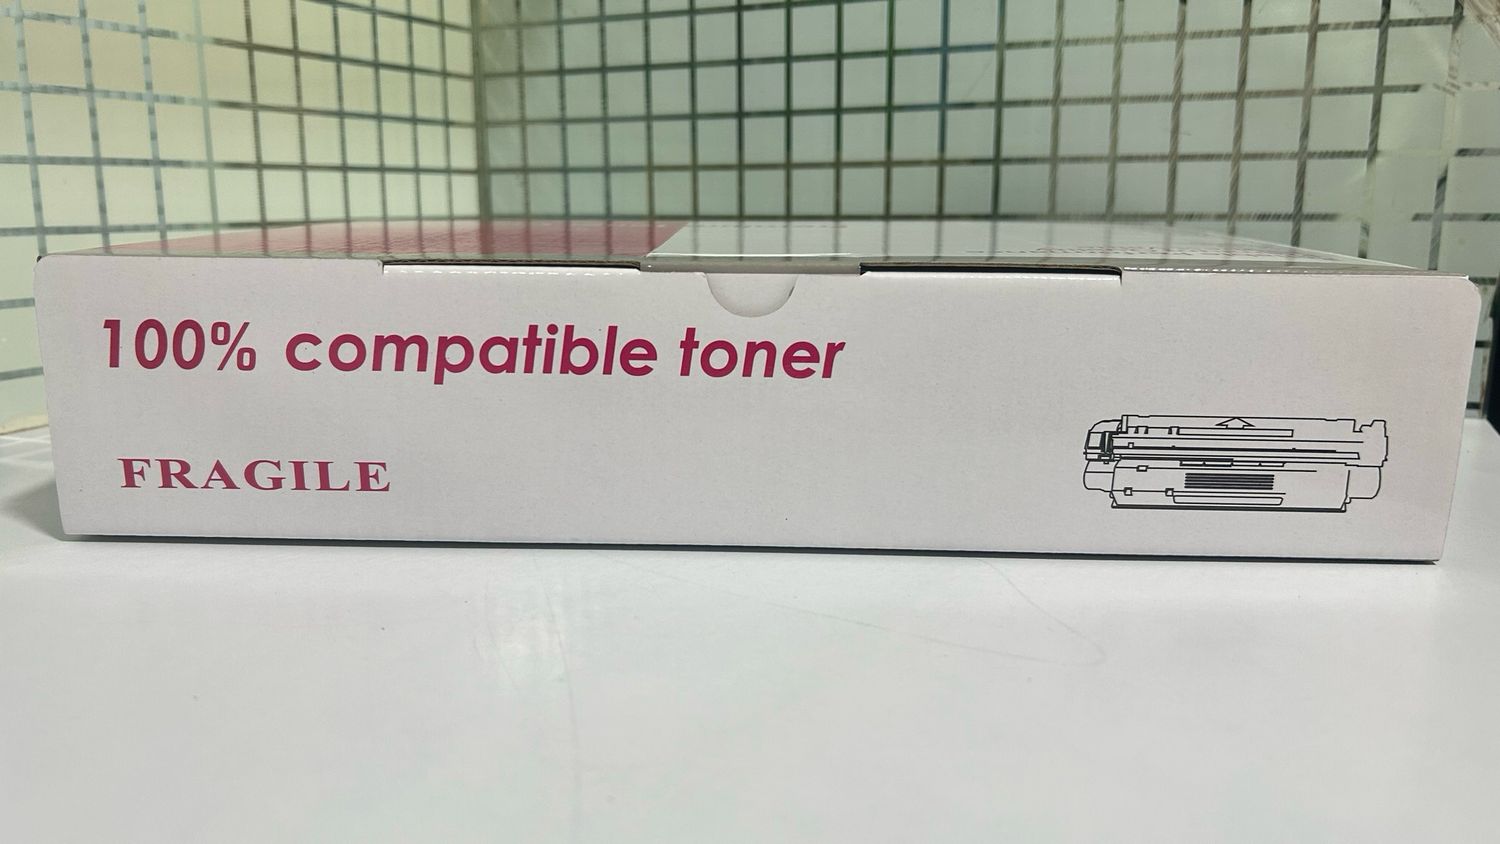 100% compatible toner
FRAGILE